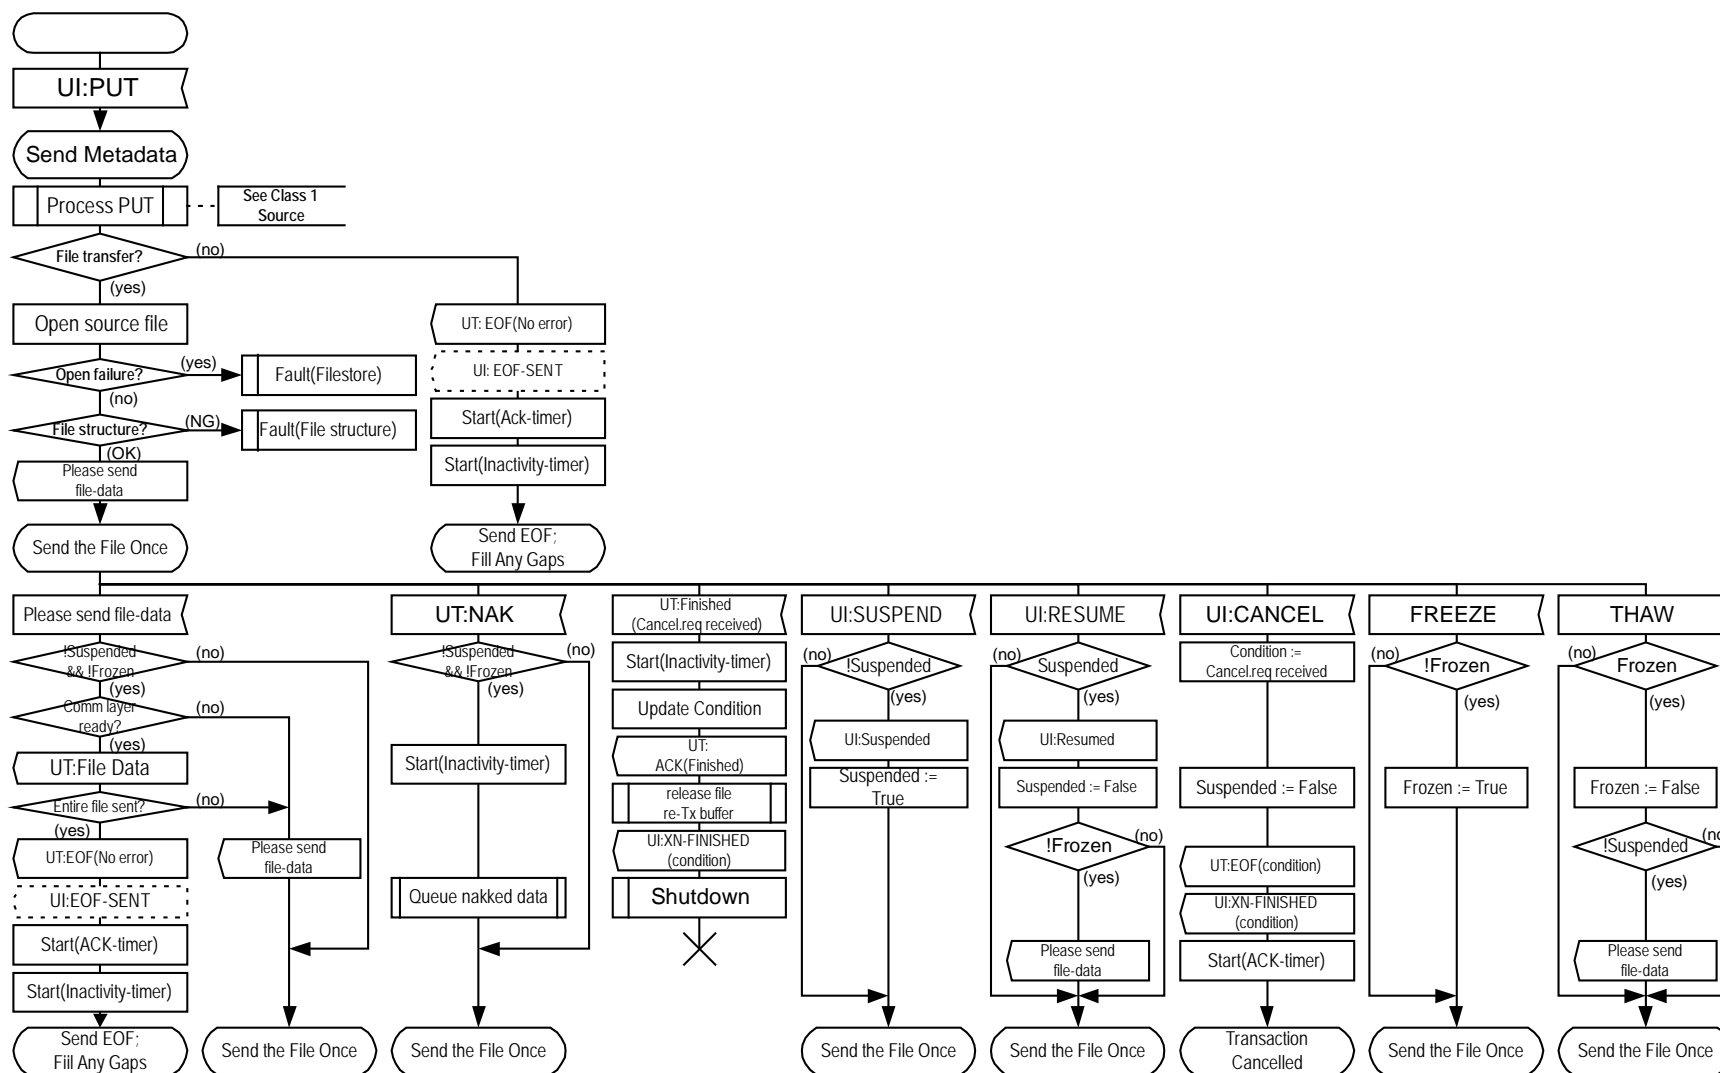 UI:PUT
Send Metadata
Process PUT
See Class 1
Source
File transfer?
(no)
(yes)
Open source file
UT: EOF(No error)
Open failure?
(yes)
Fault(Filestore)
UI: EOF-SENT
(no)
File structure?
(NG)
Fault(File structure)
Start(Ack-timer)
(OK)
Please send
file-data
Start(Inactivity-timer)
Send the File Once
Send EOF;
Fill Any Gaps
Please send file-data
!Suspended
&& !Frozen
(no)
(yes)
Comm layer
ready?
(no)
(yes)
UT:File Data
Entire file sent?
(no)
(yes)
UT:EOF(No error)
UI:EOF-SENT
Start(ACK-timer)
Start(Inactivity-timer)
Send EOF;
Fill Any Gaps
Please send
file-data
Send the File Once
UT:NAK
!Suspended
&& !Frozen
(no)
(yes)
Start(Inactivity-timer)
Queue nakked data
Send the File Once
UT:Finished
(Cancel.req received)
Start(Inactivity-timer)
Update Condition
UT:
ACK(Finished)
release file
re-Tx buffer
UI:XN-FINISHED
(condition)
Shutdown
UI:SUSPEND
(no)
!Suspended
(yes)
UI:Suspended
Suspended :=
True
Send the File Once
UI:RESUME
(no)
Suspended
(yes)
UI:Resumed
Suspended := False
!Frozen
(no)
(yes)
Please send
file-data
Send the File Once
UI:CANCEL
Condition :=
Cancel.req received
Suspended := False
UT:EOF(condition)
UI:XN-FINISHED
(condition)
Start(ACK-timer)
Transaction
Cancelled
FREEZE
(no)
!Frozen
(yes)
Frozen := True
Send the File Once
THAW
(no)
Frozen
(yes)
Frozen := False
!Suspended
(yes)
Please send
file-data
Send the File Once